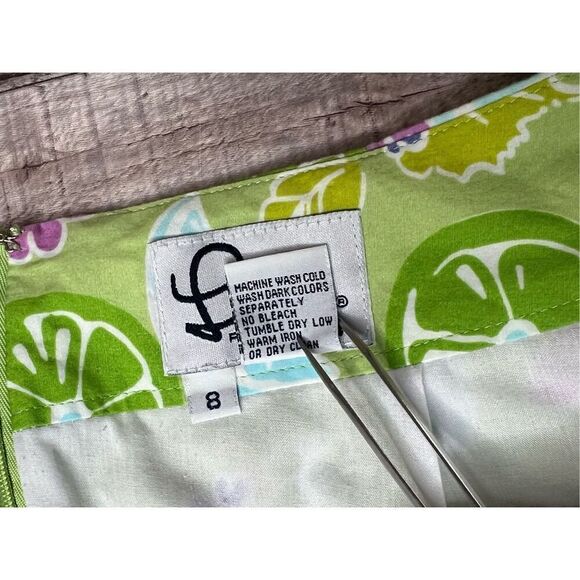 MACHINE WASH COLD
WASH DARK COLORS
SEPARATELY
NO BLEACH
TUMBLE DRY LOW
WARM IRON
OR DRY CLEAN
®
8